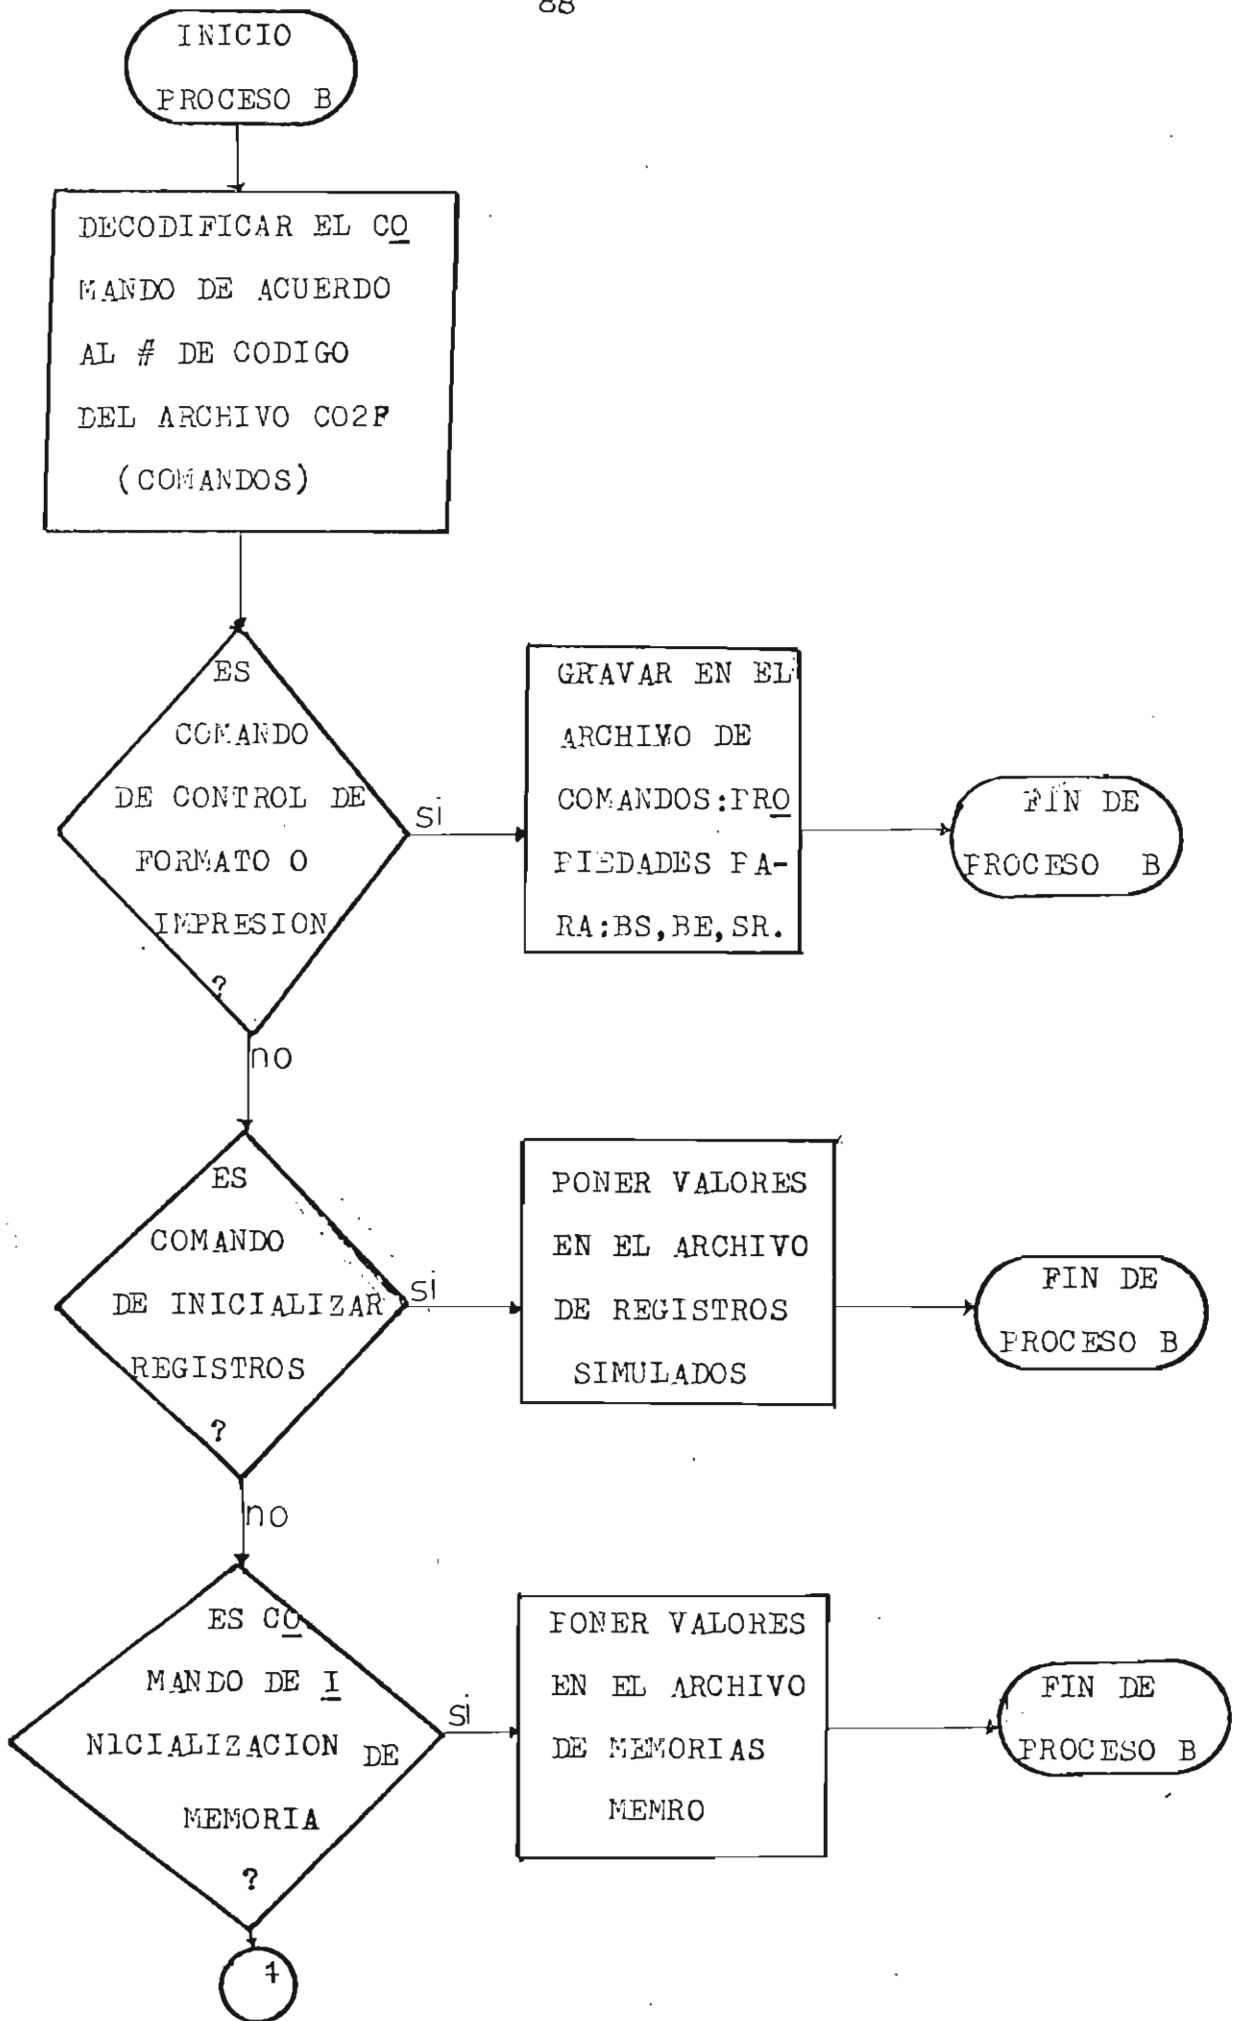 88
INICIO
PROCESO B
DECODIFICAR EL CO
MANDO DE ACUERDO
AL # DE CODIGO
DEL ARCHIVO CO2F
(COMANDOS)
ES
COMANDO
DE CONTROL DE
FORMATO O
IMPRESION
?
si
GRAVAR EN EL
ARCHIVO DE
COMANDOS:PRO
PIEDADES PA-
RA:BS,BE,SR.
FIN DE
PROCESO B
no
ES
COMANDO
DE INICIALIZAR
REGISTROS
?
si
PONER VALORES
EN EL ARCHIVO
DE REGISTROS
SIMULADOS
FIN DE
PROCESO B
no
ES CO
MANDO DE I
N1CIALIZACION DE
MEMORIA
?
si
PONER VALORES
EN EL ARCHIVO
DE MEMORIAS
MEMRO
FIN DE
PROCESO B
1